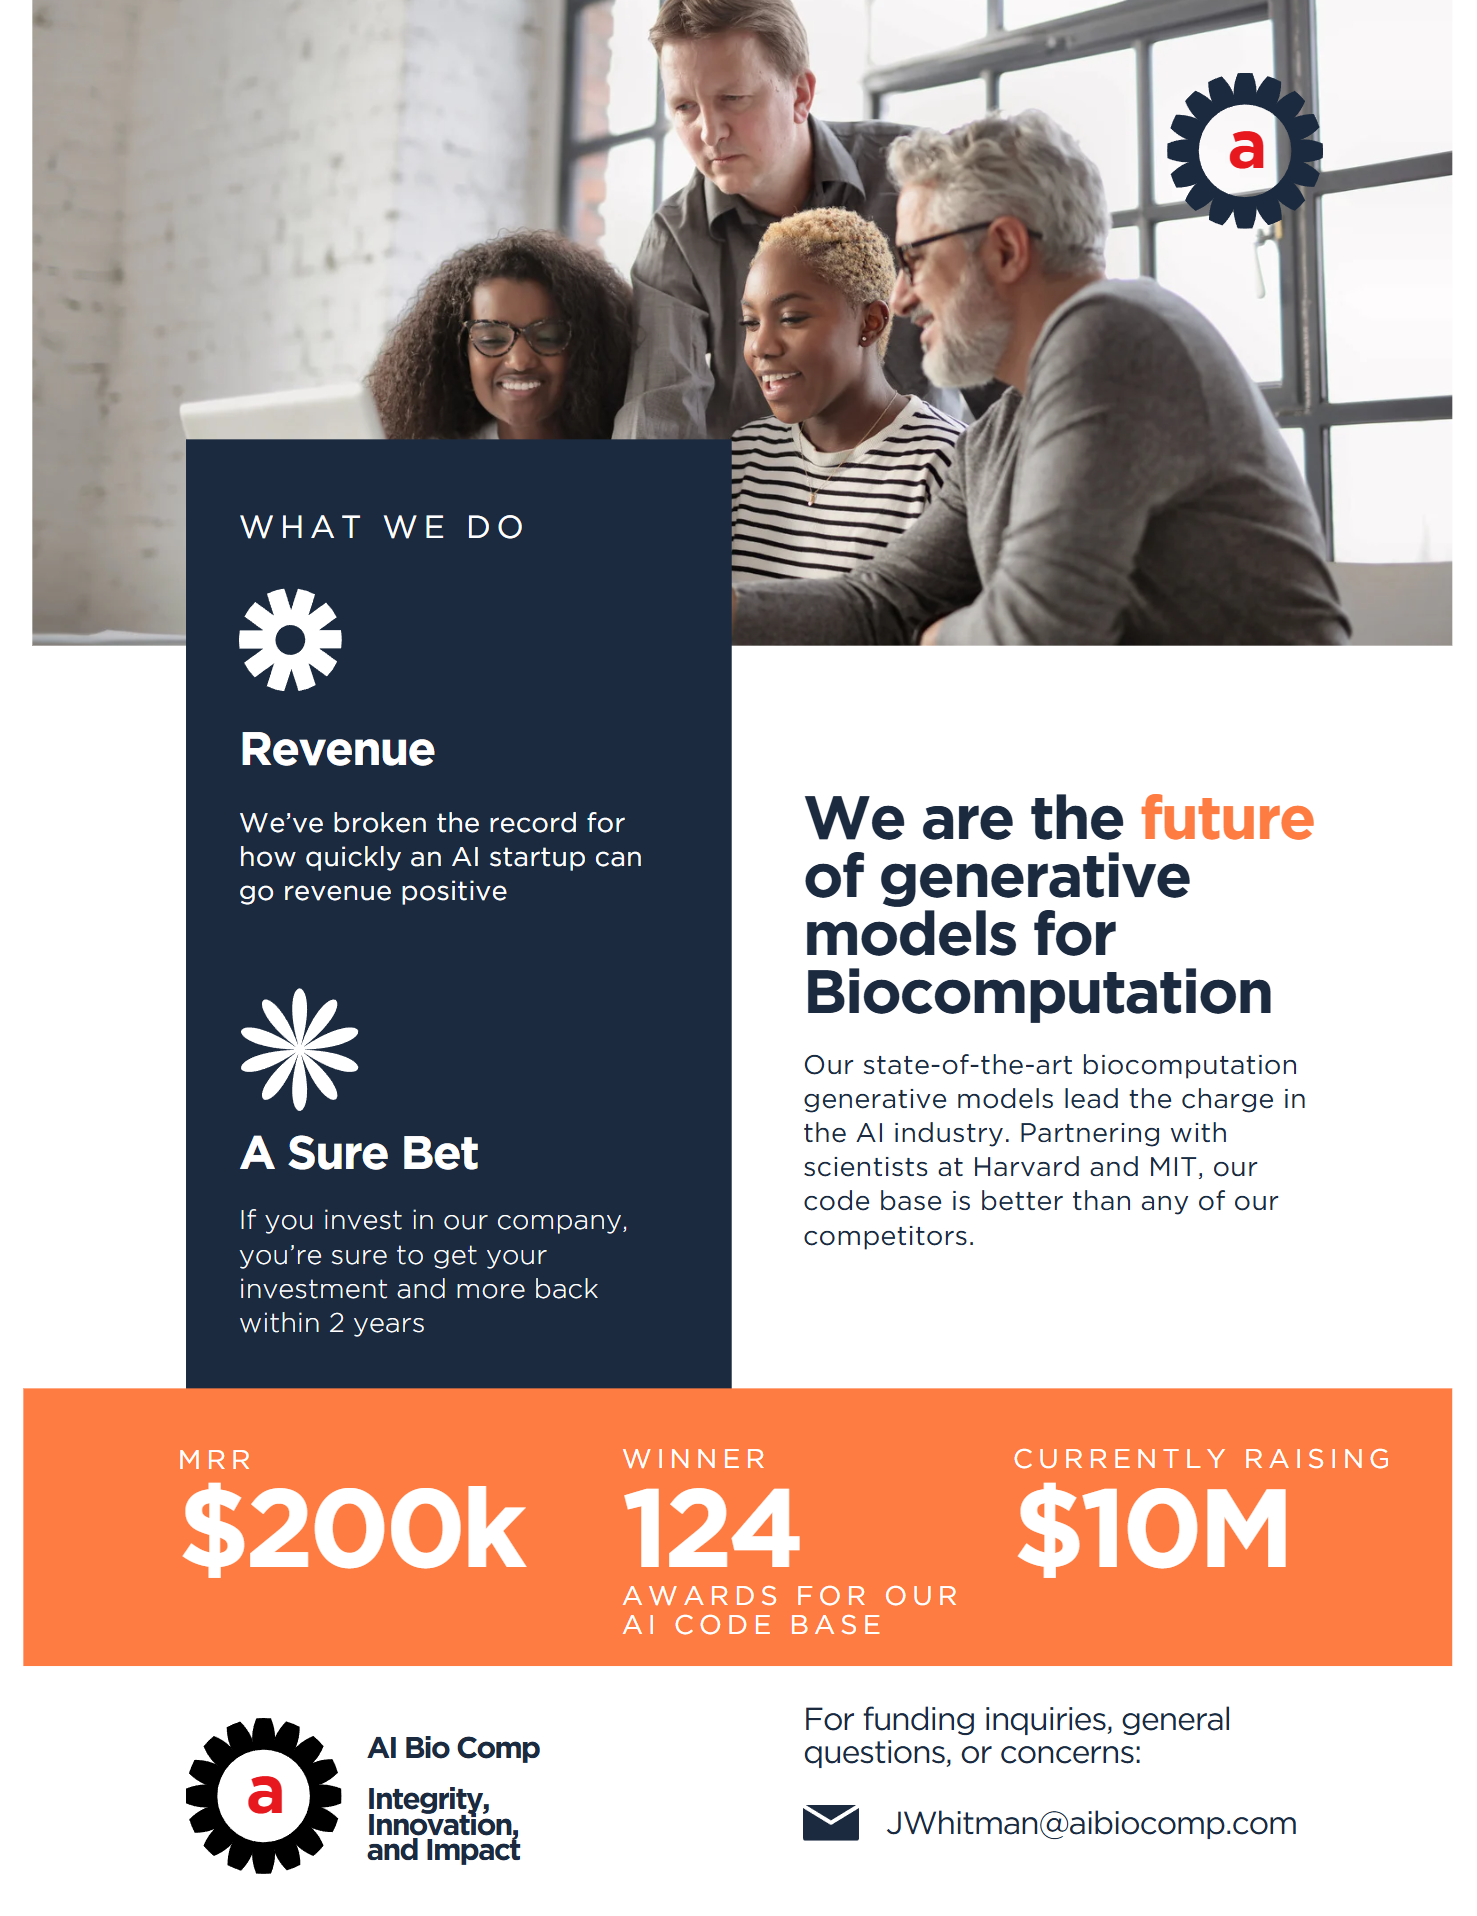 a
WHAT WE DO
Revenue
We've broken the record for
how quickly an AI startup can
go revenue positive
A Sure Bet
If you invest in our company,
you're sure to get your
investment and more back
within 2 years
We are the future
of generative
models for
Biocomputation
Our state-of-the-art biocomputation
generative models lead the charge in
the AI industry. Partnering with
scientists at Harvard and MIT, our
code base is better than any of our
competitors.
MRR
$200k
WINNER
124
AWARDS FOR OUR
AI CODE BASE
CURRENTLY RAISING
$10M
a
AI Bio Comp
Integrity,
Innovation,
and Impact
For funding inquiries, general
questions, or concerns:
JWhitman@aibiocomp.com